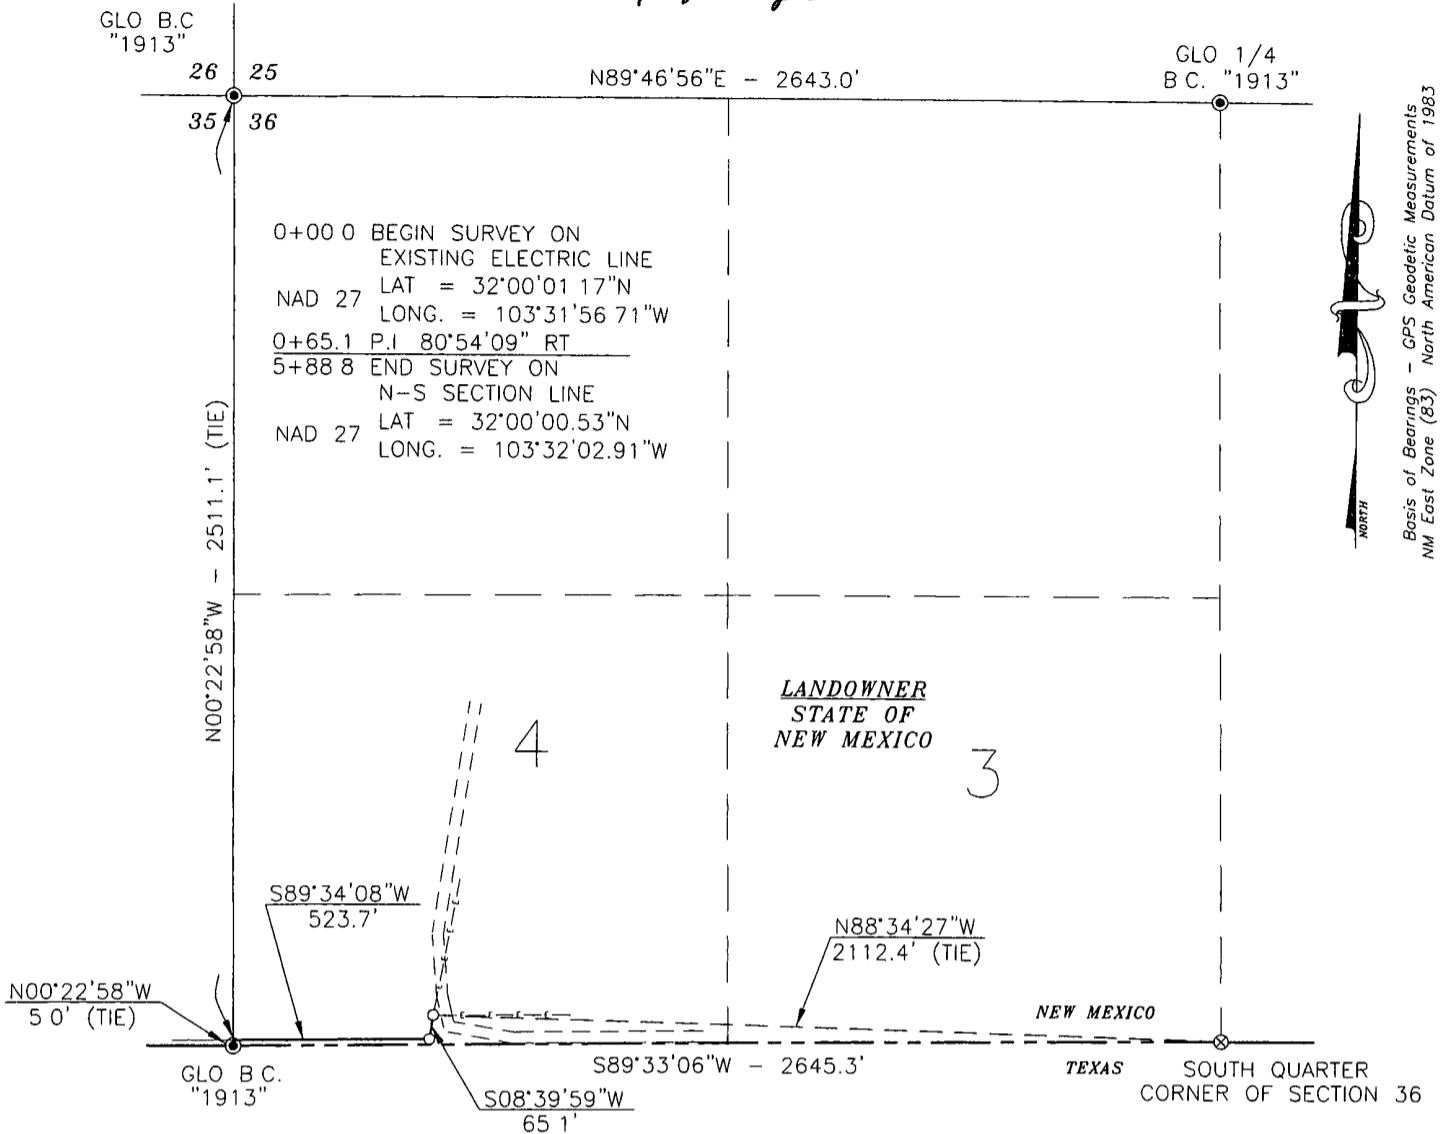 GLO B.C
"1913"
26 25
35 36
N89°46'56"E - 2643.0'
GLO 1/4
B C. "1913"
0+00 0 BEGIN SURVEY ON
EXISTING ELECTRIC LINE
LAT = 32°00'01 17"N
NAD 27
LONG. = 103°31'56 71"W
0+65.1 P.I 80°54'09" RT
5+88 8 END SURVEY ON
N-S SECTION LINE
LAT = 32°00'00.53"N
NAD 27
LONG. = 103°32'02.91"W
N00°22'58"W - 2511.1' (TIE)
NORTH
Basis of Bearings - GPS Geodetic Measurements
NM East Zone (83) North American Datum of 1983
LANDOWNER
STATE OF
NEW MEXICO
4
3
S89°34'08"W
523.7'
N88°34'27"W
2112.4' (TIE)
N00°22'58"W
5 0' (TIE)
E E E E
NEW MEXICO
S89°33'06"W - 2645.3'
TEXAS
SOUTH QUARTER
CORNER OF SECTION 36
GLO B C.
"1913"
S08°39'59"W
65 1'